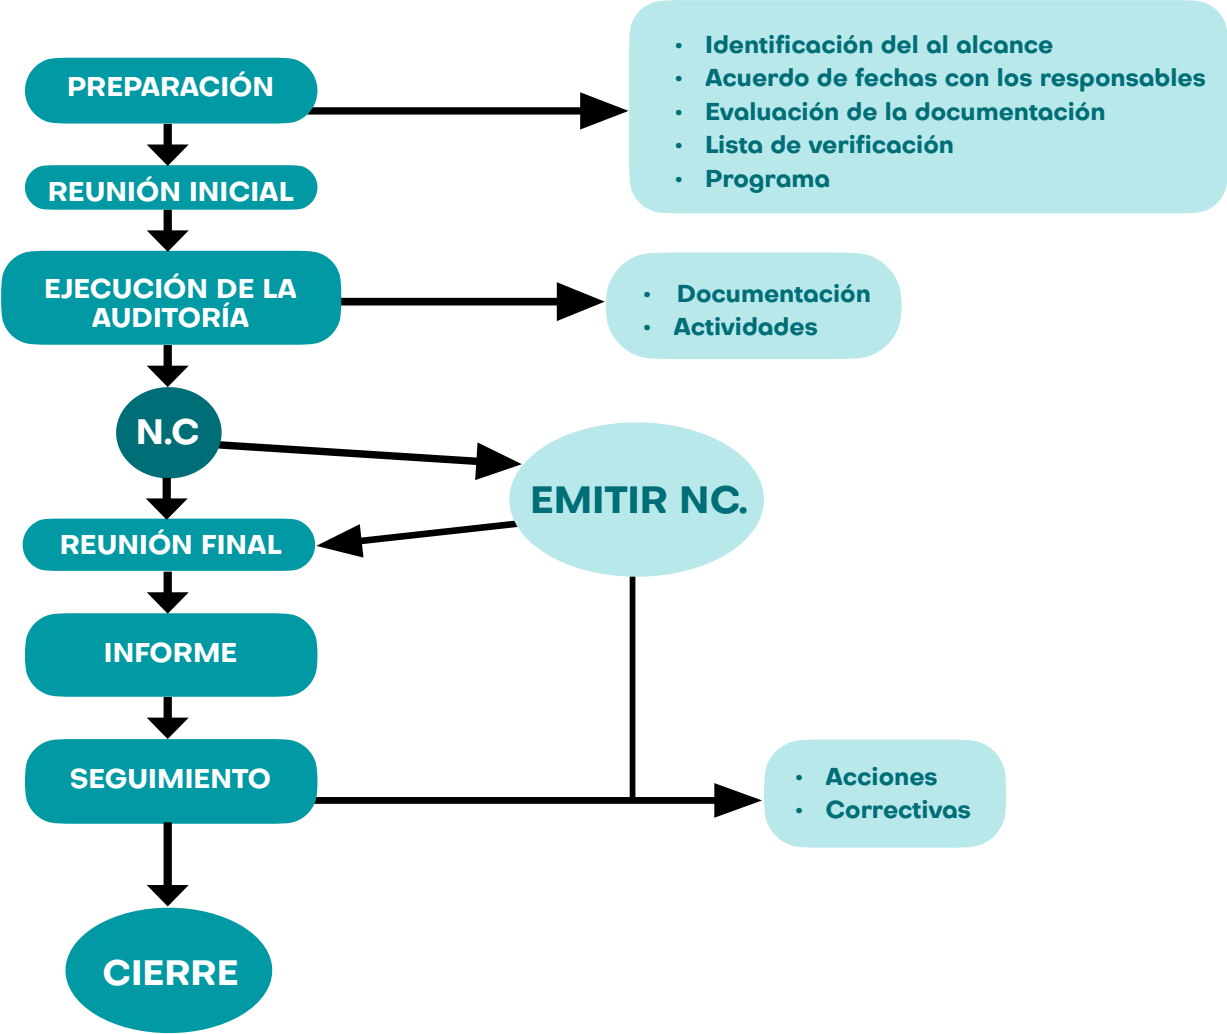 PREPARACIÓN
• Identificación del al alcance
• Acuerdo de fechas con los responsables
• Evaluación de la documentación
• Lista de verificación
• Programa
REUNIÓN INICIAL
EJECUCIÓN DE LA
AUDITORÍA
• Documentación
• Actividades
N.C
EMITIR NC.
REUNIÓN FINAL
INFORME
SEGUIMIENTO
• Acciones
• Correctivas
CIERRE